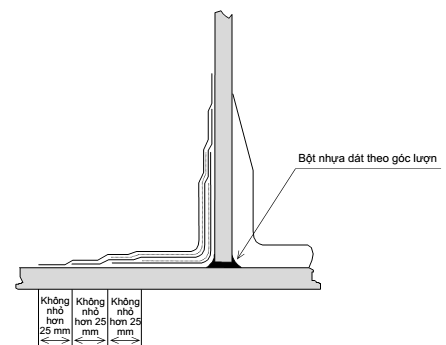 Bột nhựa dát theo góc lượn
Không
nhỏ
hơn
25 mm
Không
nhỏ
hơn 25
mm
Không
nhỏ
hơn 25
mm